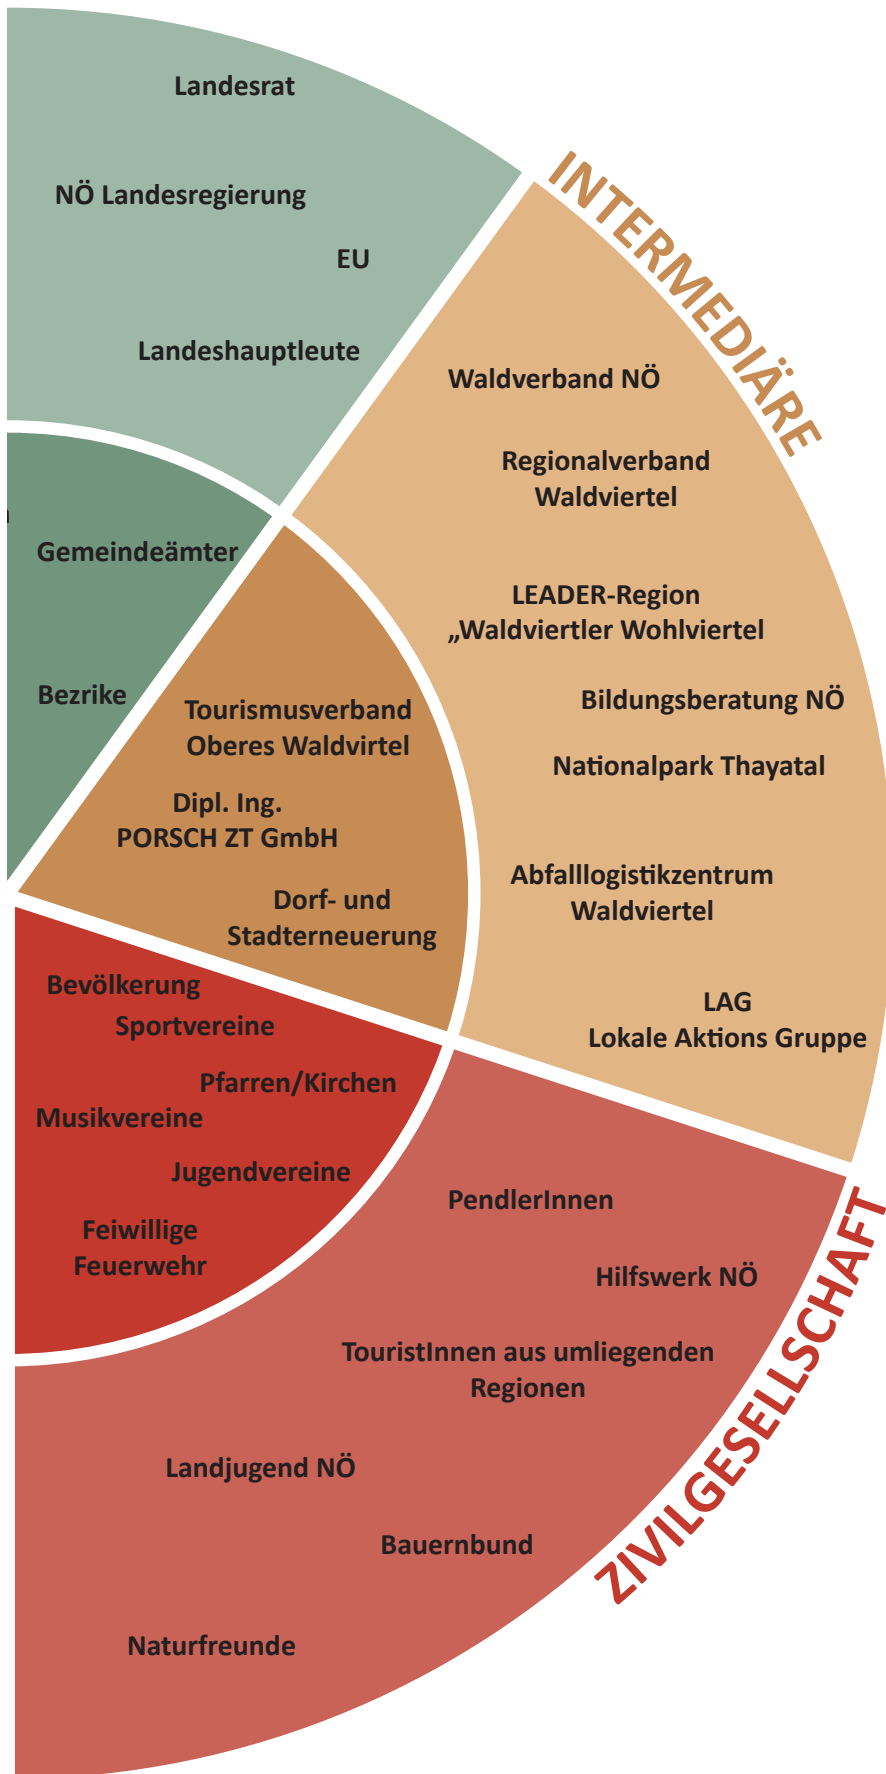 Landesrat
NÖ Landesregierung
EU
Landeshauptleute
Gemeindeämter
Bezrike
INTERMEDIÄRE
Waldverband NÖ
Regionalverband
Waldviertel
LEADER-Region
„Waldviertler Wohlviertel
Bildungsberatung NÖ
Nationalpark Thayatal
Abfalllogistikzentrum
Waldviertel
LAG
Lokale Aktions Gruppe
Tourismusverband
Oberes Waldvirtel
Dipl. Ing.
PORSCH ZT GmbH
Dorf- und
Stadterneuerung
Bevölkerung
Sportvereine
Pfarren/Kirchen
Musikvereine
Jugendvereine
Feiwillige
Feuerwehr
ZIVILGESELLSCHAFT
PendlerInnen
Hilfswerk NÖ
TouristInnen aus umliegenden
Regionen
Landjugend NÖ
Bauernbund
Naturfreunde